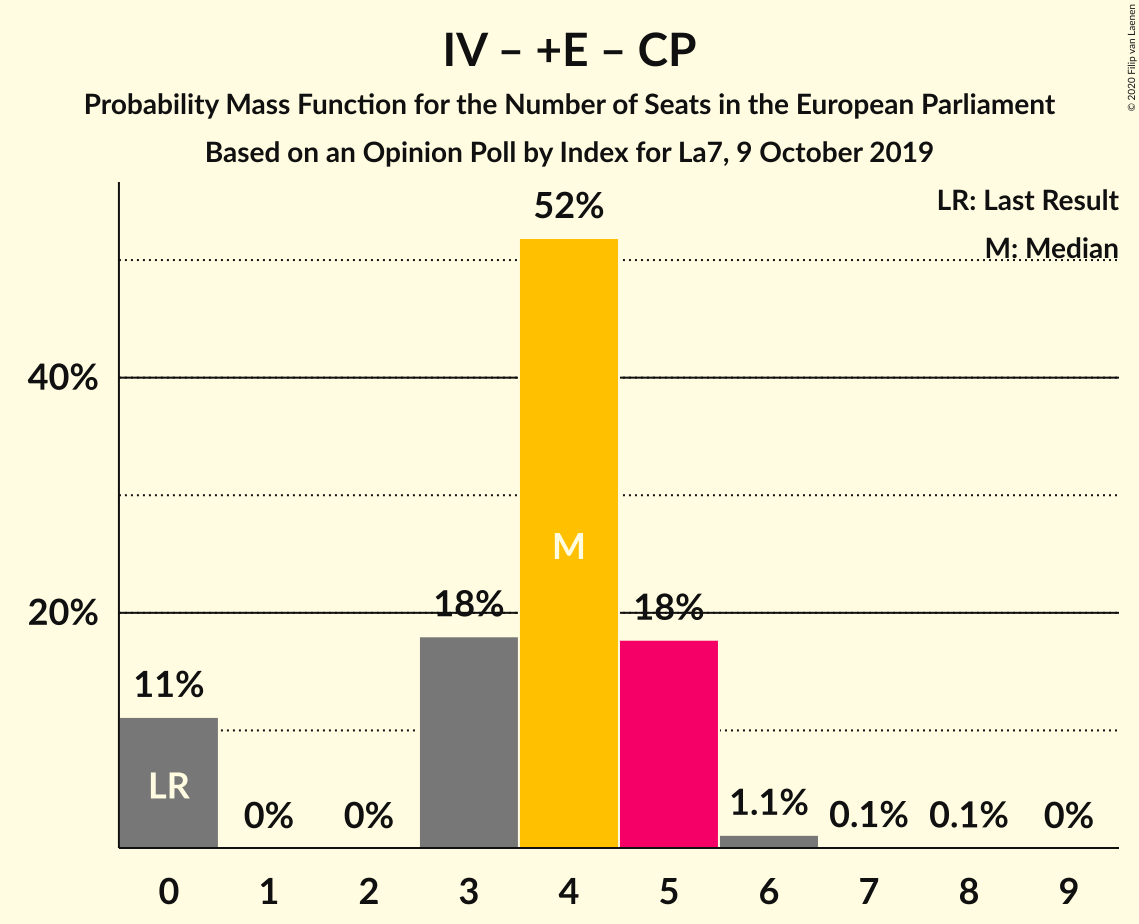 IV – +E – CP
Probability Mass Function for the Number of Seats in the European Parliament
Based on an Opinion Poll by Index for La7, 9 October 2019
© 2020 Filip van Laenen
LR: Last Result
M: Median
52%
40%
M
18%
18%
20%
11%
LR
0%
0%
1.1%
0.1%
0.1%
0%
0 1 2 3 4 5 6 7 8 9